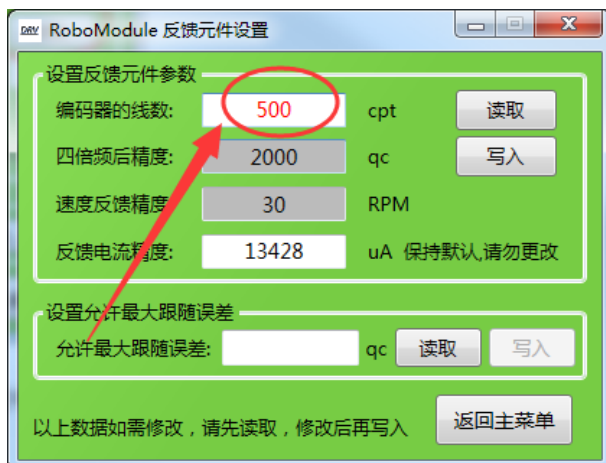 DRV RoboModule 反馈元件设置
设置反馈元件参数
编码器的线数: 500 cpt 读取
四倍频后精度: 2000 qc 写入
速度反馈精度: 30 RPM
反馈电流精度: 13428 uA 保持默认,请勿更改
设置允许最大跟随误差
允许最大跟随误差: qc 读取 写入
以上数据如需修改，请先读取，修改后再写入 返回主菜单